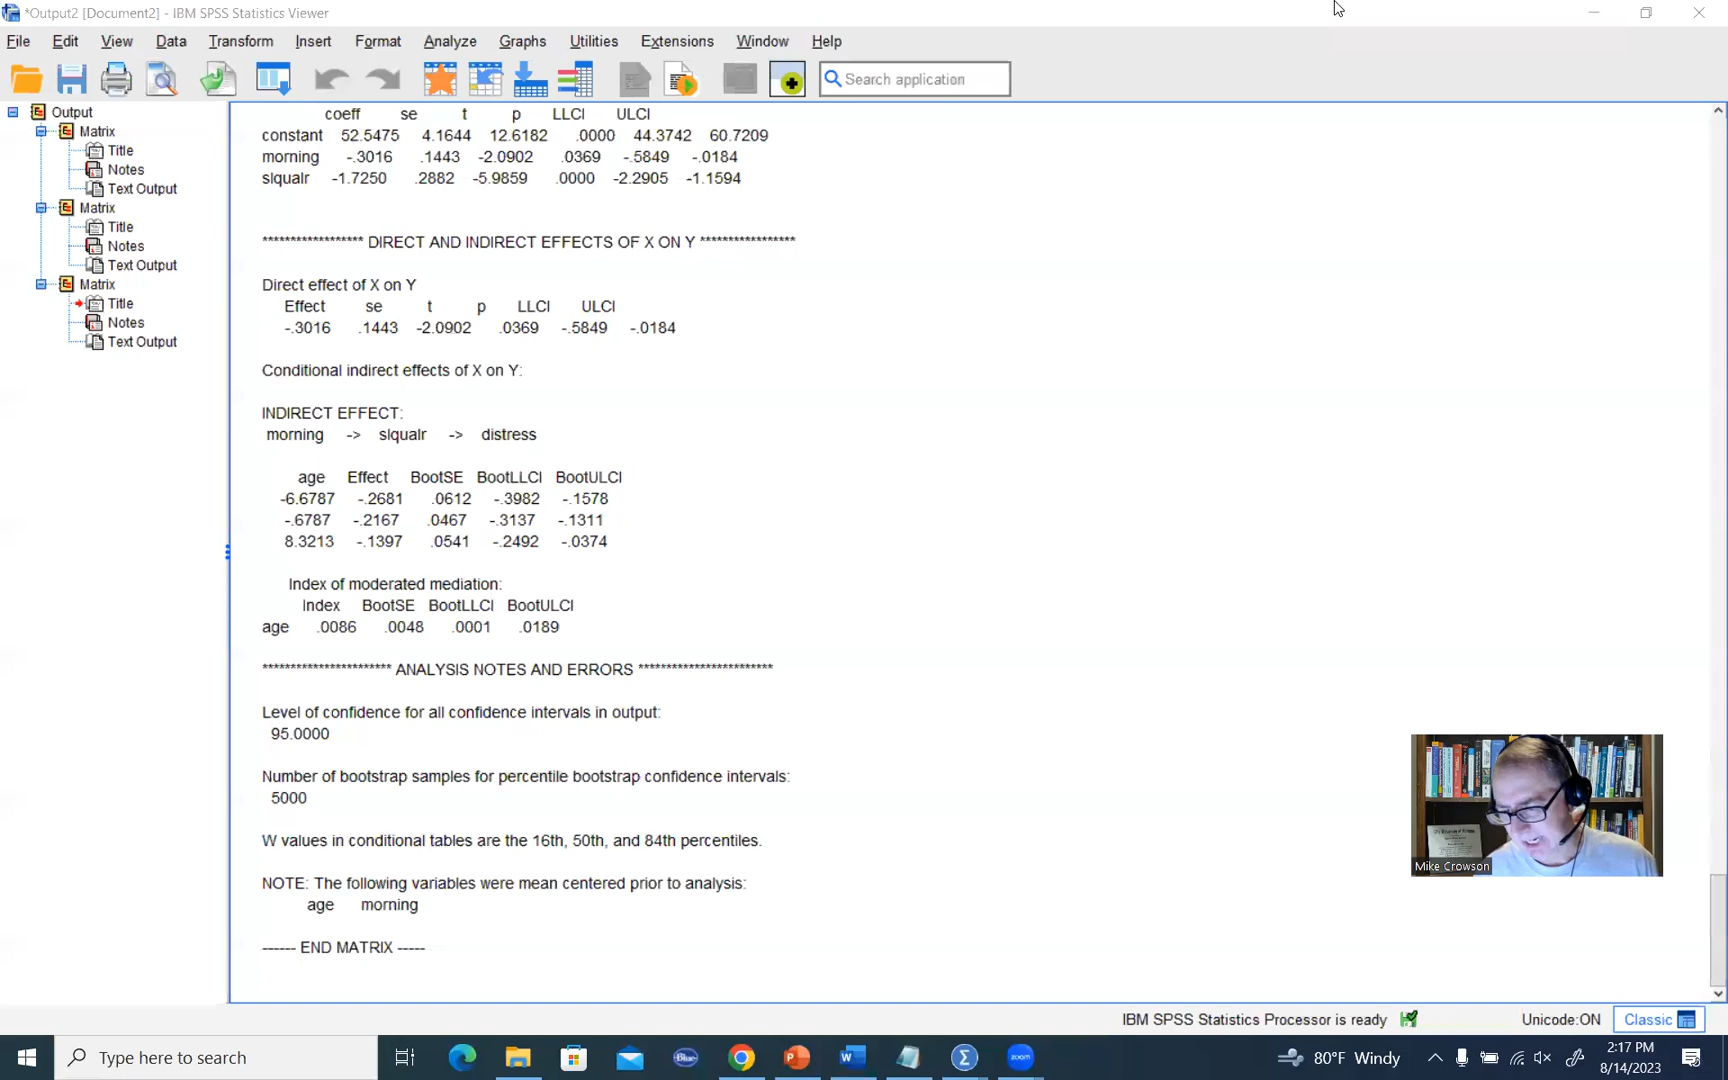 *Output2 [Document2] - IBM SPSS Statistics Viewer
File Edit View Data Transform Insert Format Analyze Graphs Utilities Extensions Window Help
Search application
Output
Matrix
Title
Notes
Text Output
Matrix
Title
Notes
Text Output
Matrix
Title
Notes
Text Output
coeff se t p LLCI ULCI
constant 52.5475 4.1644 12.6182 .0000 44.3742 60.7209
morning -.3016 .1443 -2.0902 .0369 -.5849 -.0184
slqualr -1.7250 .2882 -5.9859 .0000 -2.2905 -1.1594
****************** DIRECT AND INDIRECT EFFECTS OF X ON Y *****************
Direct effect of X on Y
Effect se t p LLCI ULCI
-.3016 .1443 -2.0902 .0369 -.5849 -.0184
Conditional indirect effects of X on Y:
INDIRECT EFFECT:
morning -> slqualr -> distress
age Effect BootSE BootLLCI BootULCI
-6.6787 -.2681 .0612 -.3982 -.1578
-.6787 -.2167 .0467 -.3137 -.1311
8.3213 -.1397 .0541 -.2492 -.0374
Index of moderated mediation:
Index BootSE BootLLCI BootULCI
age .0086 .0048 .0001 .0189
*********************** ANALYSIS NOTES AND ERRORS ************************
Level of confidence for all confidence intervals in output:
95.0000
Number of bootstrap samples for percentile bootstrap confidence intervals:
5000
W values in conditional tables are the 16th, 50th, and 84th percentiles.
NOTE: The following variables were mean centered prior to analysis:
age morning
------ END MATRIX -----
Mike Crowson
IBM SPSS Statistics Processor is ready Unicode:ON Classic
Type here to search
Blue
zoom
80°F Windy
2:17 PM
8/14/2023